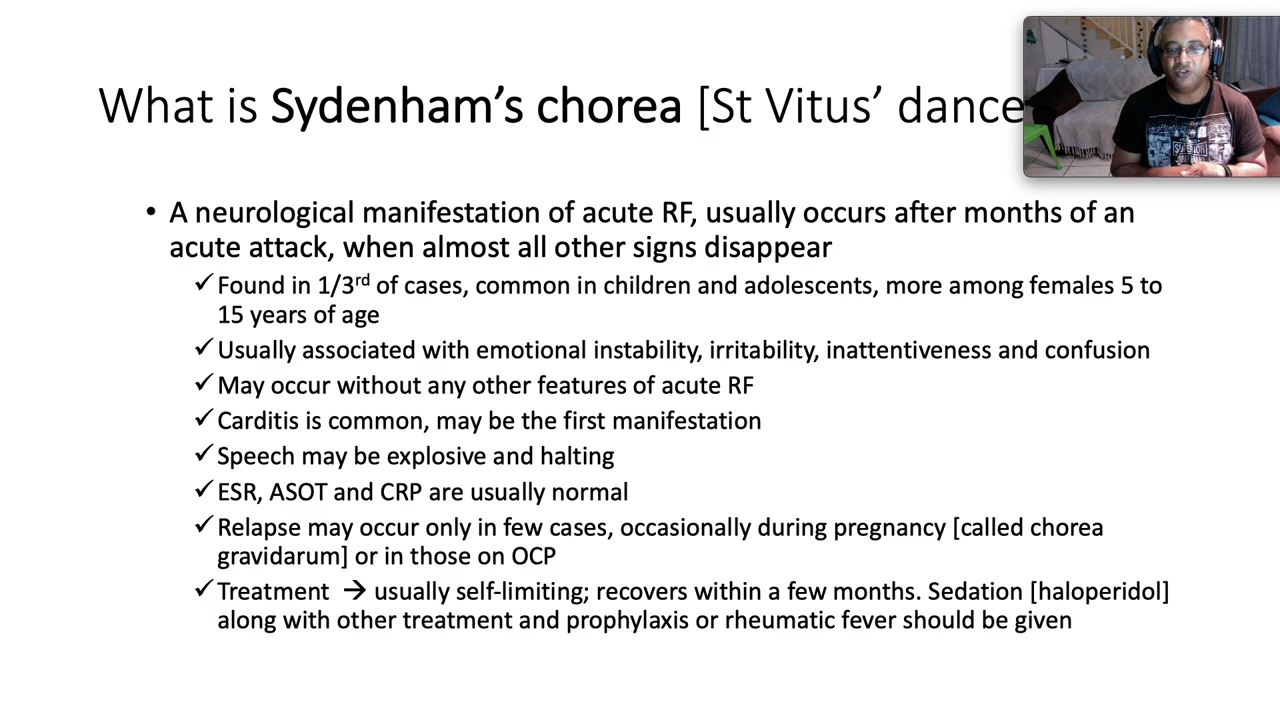 What is Sydenham's chorea [St Vitus' dance
• A neurological manifestation of acute RF, usually occurs after months of an
acute attack, when almost all other signs disappear
✓ Found in 1/3rd of cases, common in children and adolescents, more among females 5 to
15 years of age
✓ Usually associated with emotional instability, irritability, inattentiveness and confusion
✓ May occur without any other features of acute RF
✓ Carditis is common, may be the first manifestation
✓ Speech may be explosive and halting
✓ ESR, ASOT and CRP are usually normal
✓ Relapse may occur only in few cases, occasionally during pregnancy [called chorea
gravidarum] or in those on OCP
✓ Treatment → usually self-limiting; recovers within a few months. Sedation [haloperidol]
along with other treatment and prophylaxis or rheumatic fever should be given